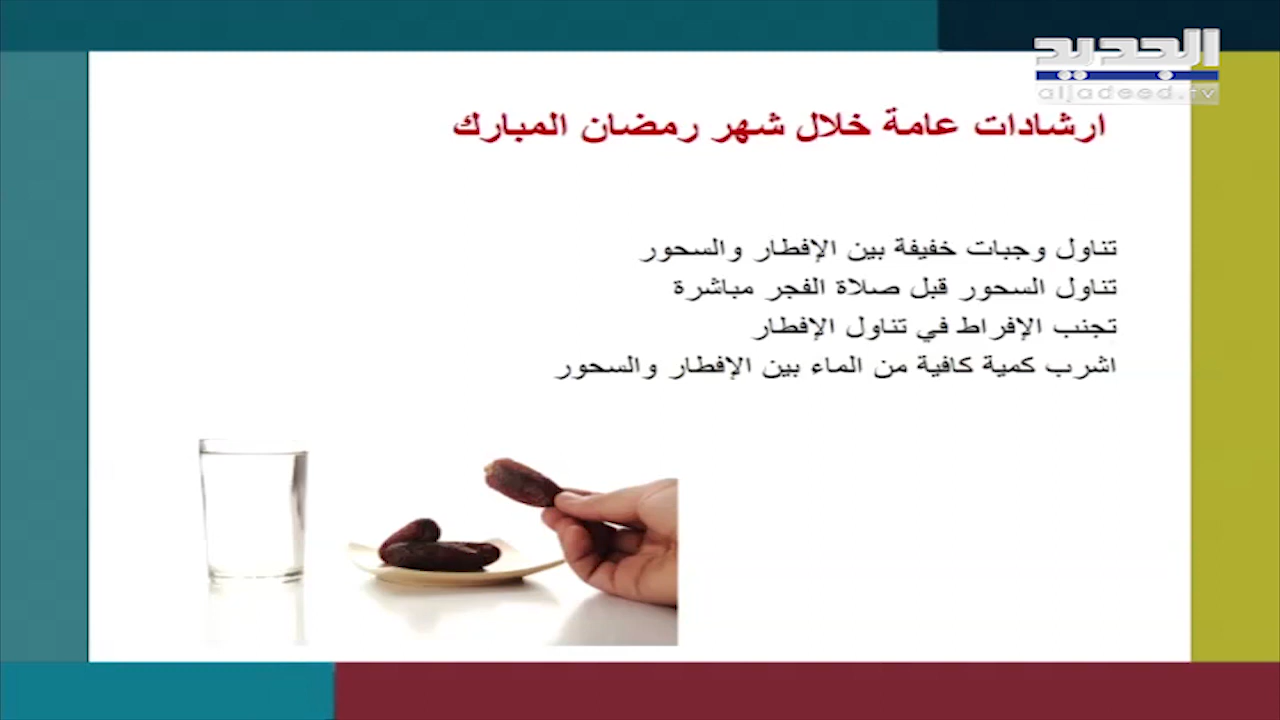 الجديد
aljadeed.tv
ارشادات عامة خلال شهر رمضان المبارك
تناول وجبات خفيفة بين الإفطار والسحور
تناول السحور قبل صلاة الفجر مباشرة
تجنب الإفراط في تناول الإفطار
اشرب كمية كافية من الماء بين الإفطار والسحور